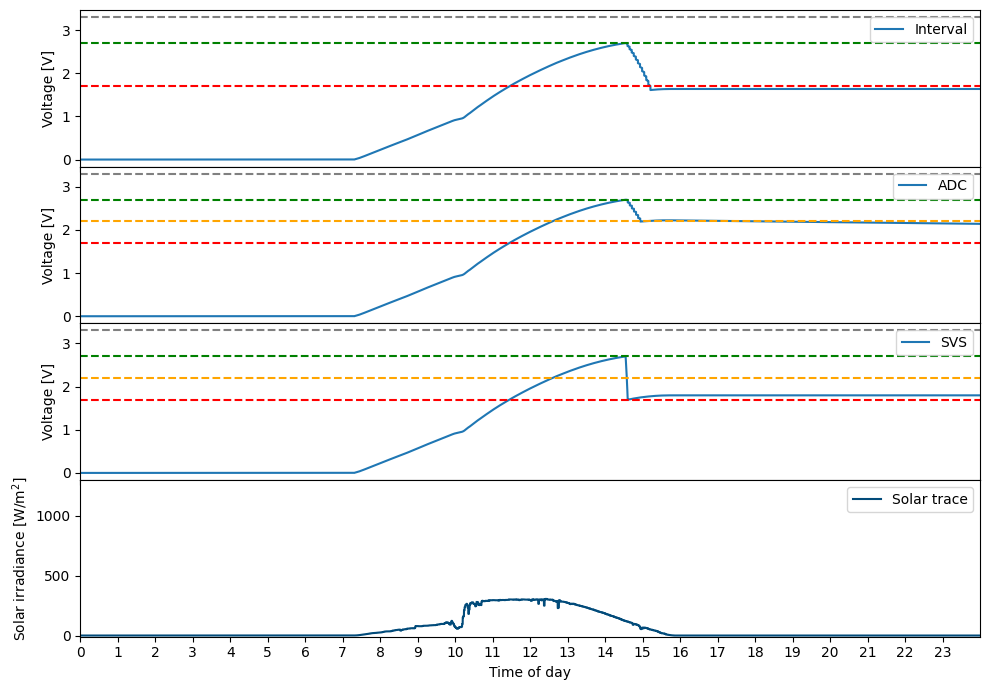 Voltage [V]
3
2
1
0
Interval
Voltage [V]
3
2
1
0
ADC
Voltage [V]
3
2
1
0
SVS
Solar irradiance [W/m²]
1000
500
0
Solar trace
0 1 2 3 4 5 6 7 8 9 10 11 12 13 14 15 16 17 18 19 20 21 22 23
Time of day